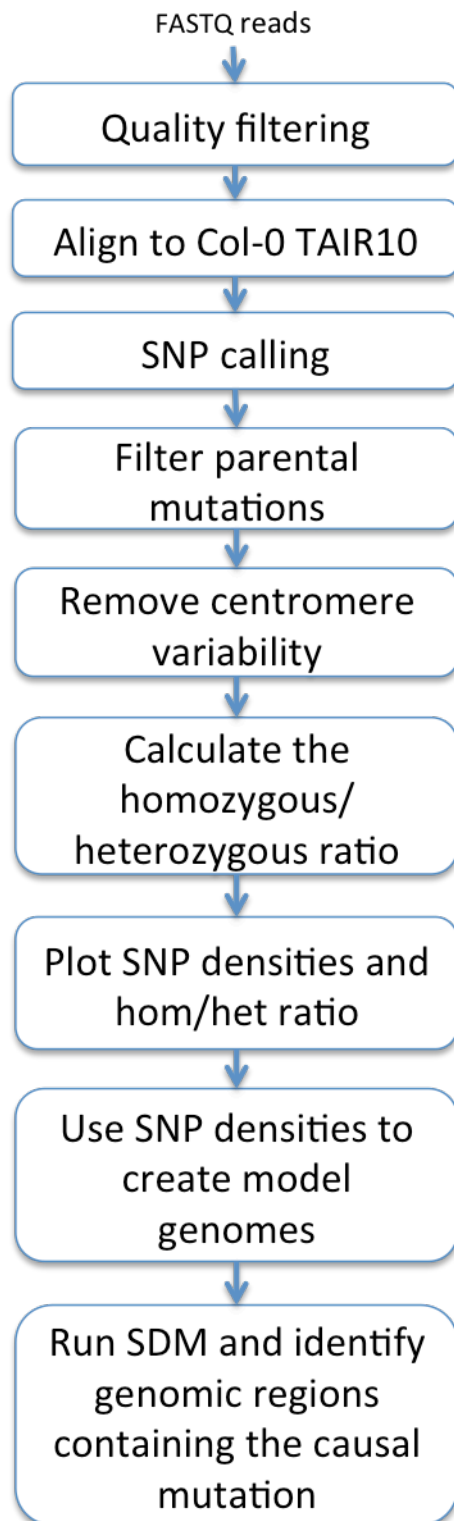 FASTQ reads
Quality filtering
Align to Col-0 TAIR10
SNP calling
Filter parental
mutations
Remove centromere
variability
Calculate the
homozygous/
heterozygous ratio
Plot SNP densities and
hom/het ratio
Use SNP densities to
create model
genomes
Run SDM and identify
genomic regions
containing the causal
mutation